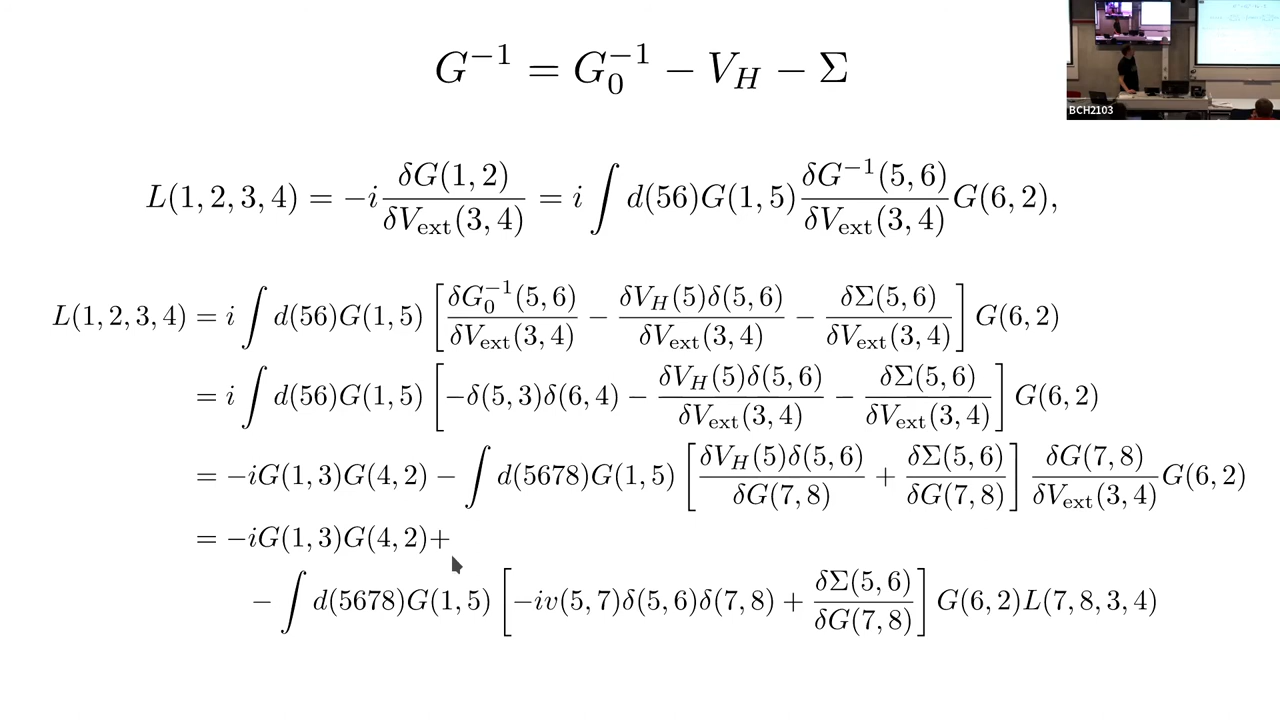 G⁻¹ = G₀⁻¹ − V_H − Σ
BCH2103
L(1, 2, 3, 4) = −i δG(1, 2)/δV_ext(3, 4) = i ∫ d(56)G(1, 5) δG⁻¹(5, 6)/δV_ext(3, 4) G(6, 2),
L(1, 2, 3, 4) = i ∫ d(56)G(1, 5) [δG₀⁻¹(5, 6)/δV_ext(3, 4) − δV_H(5)δ(5, 6)/δV_ext(3, 4) − δΣ(5, 6)/δV_ext(3, 4)] G(6, 2)
= i ∫ d(56)G(1, 5) [−δ(5, 3)δ(6, 4) − δV_H(5)δ(5, 6)/δV_ext(3, 4) − δΣ(5, 6)/δV_ext(3, 4)] G(6, 2)
= −iG(1, 3)G(4, 2) − ∫ d(5678)G(1, 5) [δV_H(5)δ(5, 6)/δG(7, 8) + δΣ(5, 6)/δG(7, 8)] δG(7, 8)/δV_ext(3, 4) G(6, 2)
= −iG(1, 3)G(4, 2)+
− ∫ d(5678)G(1, 5) [−iv(5, 7)δ(5, 6)δ(7, 8) + δΣ(5, 6)/δG(7, 8)] G(6, 2)L(7, 8, 3, 4)